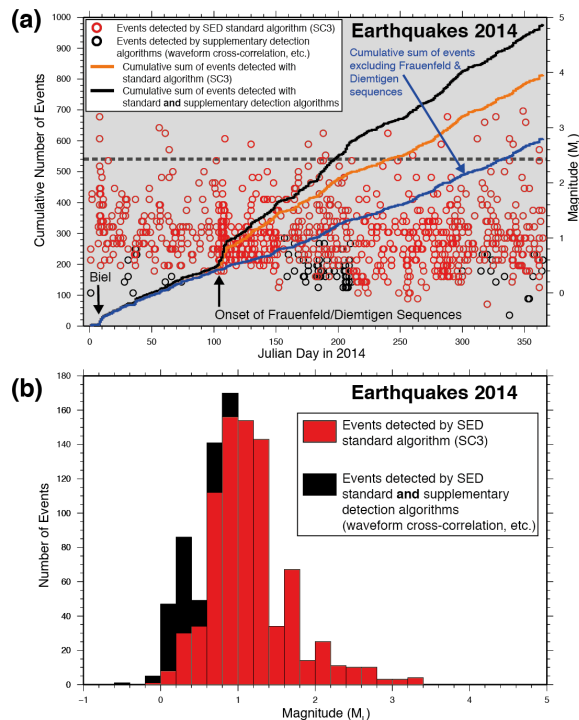 (a)
Earthquakes 2014
Events detected by SED standard algorithm (SC3)
Events detected by supplementary detection
algorithms (waveform cross-correlation, etc.)
Cumulative sum of events detected with
standard algorithm (SC3)
Cumulative sum of events detected with
standard and supplementary detection algorithms
Cumulative sum of events
excluding Frauenfeld &
Diemtigen
sequences
Cumulative Number of Events
1000
900
800
700
600
500
400
300
200
100
0
Magnitude (ML)
5
4
3
2
1
0
Biel
Onset of Frauenfeld/Diemtigen Sequences
0 50 100 150 200 250 300 350
Julian Day in 2014
(b)
Earthquakes 2014
Events detected by SED
standard algorithm (SC3)
Events detected by SED
standard and supplementary
detection algorithms
(waveform cross-correlation, etc.)
Number of Events
180
160
140
120
100
80
60
40
20
0
−1 0 1 2 3 4 5
Magnitude (ML)